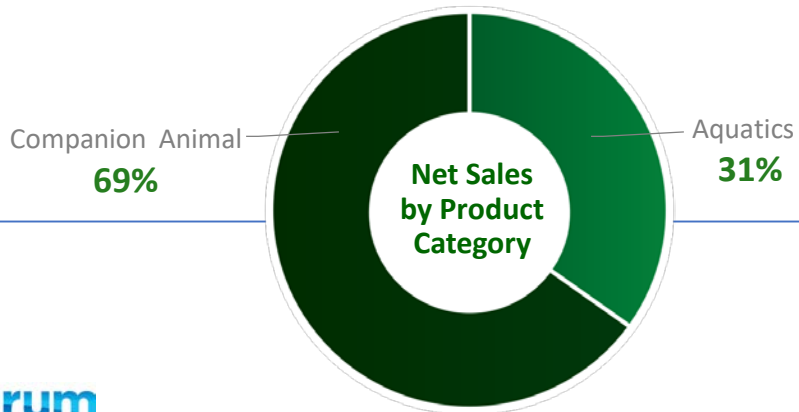 Companion Animal
69%
Net Sales
by Product
Category
Aquatics
31%
rum